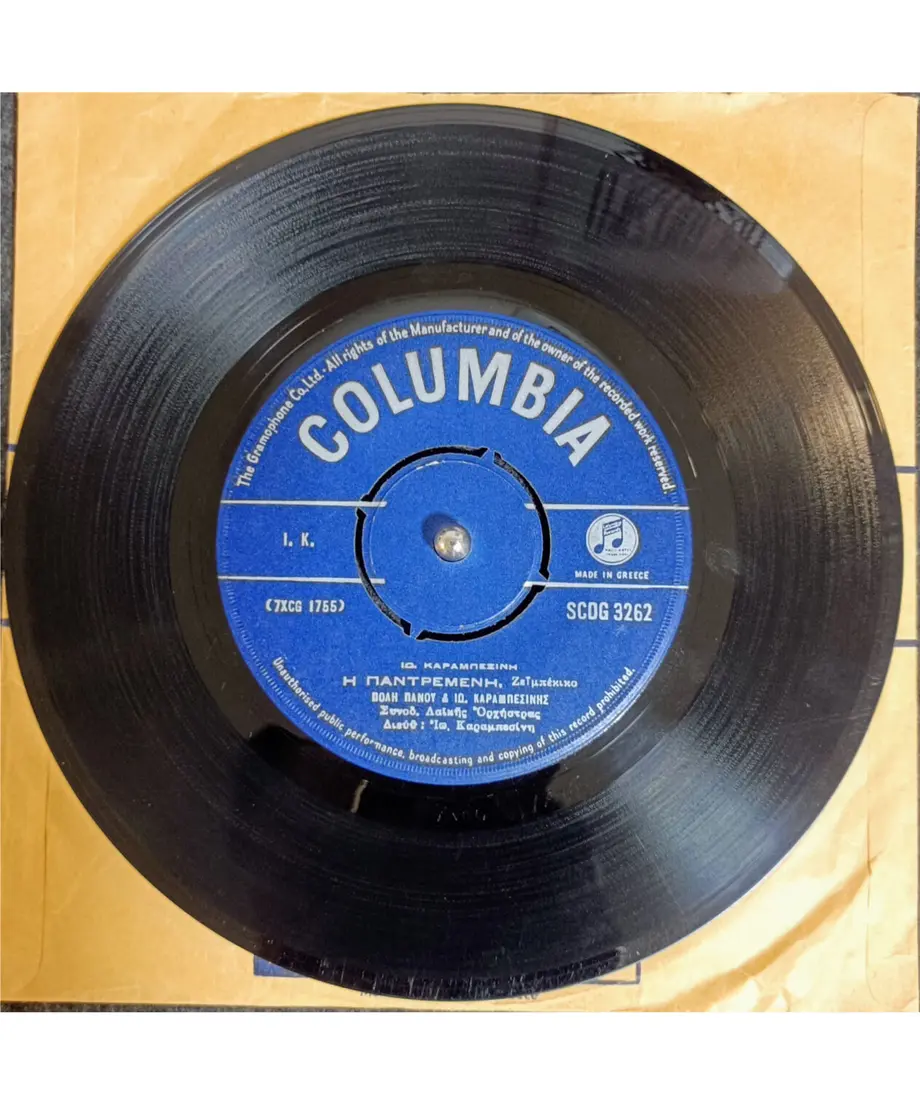 The Gramophone Co. Ltd. - All rights of the Manufacturer and of the owner of the recorded work reserved.
COLUMBIA
I. K.
MADE IN GREECE
(7XCG 1755)
SCDG 3262
ΙΩ. ΚΑΡΑΜΠΕΣΙΝΗ
Η ΠΑΝΤΡΕΜΕΝΗ, Ζεϊμπέκικο
ΠΟΛΗ ΠΑΝΟΥ & ΙΩ. ΚΑΡΑΜΠΕΣΙΝΗΣ
Συνοδ. Λαϊκής Ὀρχήστρας
Διευθ: Ἰω. Καραμπεσίνη
Unauthorised public performance, broadcasting and copying of this record prohibited.